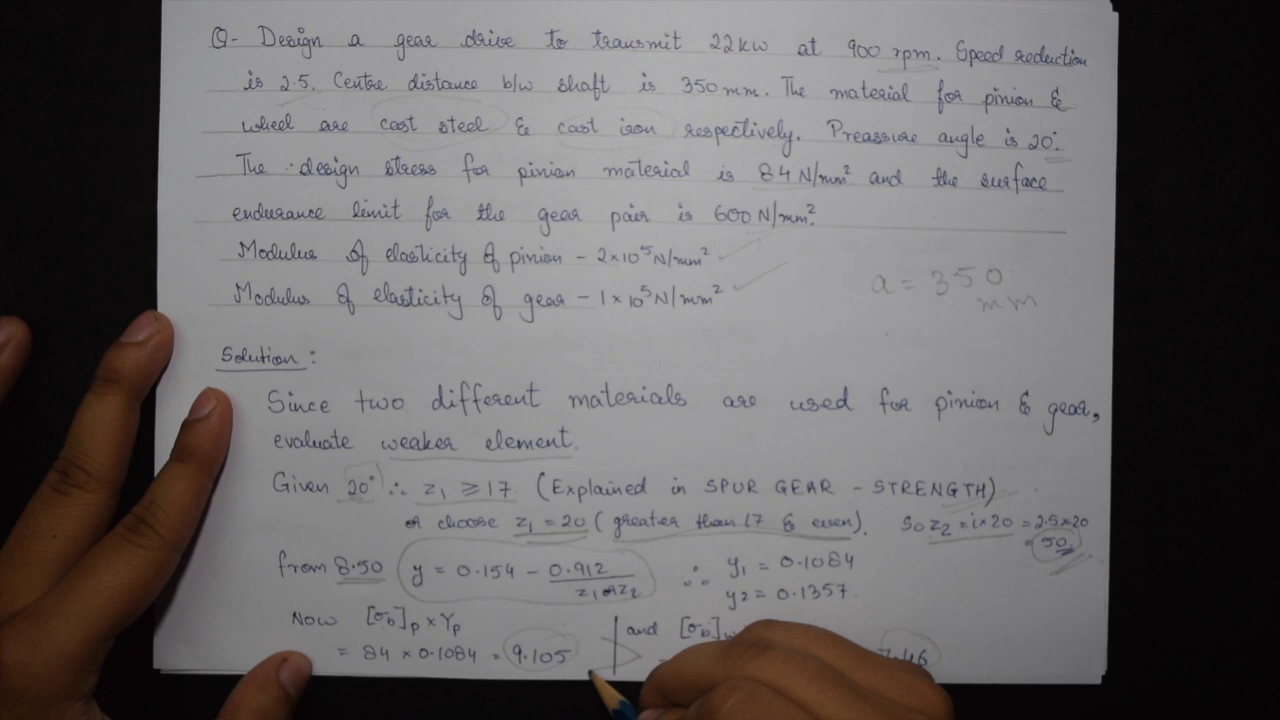 Q- Design a gear drive to transmit 22kw at 900 rpm. Speed reduction
is 2.5. Centre distance b/w shaft is 350mm. The material for pinion &
wheel are cast steel & cast iron respectively. Preassure angle is 20°.
The design stress for pinion material is 84 N/mm² and the surface
endurance limit for the gear pair is 600 N/mm².
Modulus of elasticity of pinion - 2×10⁵ N/mm²
Modulus of elasticity of gear - 1×10⁵ N/mm²
a = 350
mm
Solution :
Since two different materials are used for pinion & gear,
evaluate weaker element.
Given 20° ∴ z₁ ≥ 17 (Explained in SPUR GEAR - STRENGTH)
or choose z₁ = 20 ( greater than 17 & even). So z₂ = i×20 = 2.5×20
= 50
from 8.50 y = 0.154 - 0.912 / z₁ or z₂ ∴ y₁ = 0.1084
y₂ = 0.1357
Now [σb]p × Yp and [σb]
= 84 × 0.1084 = 9.105 7.46